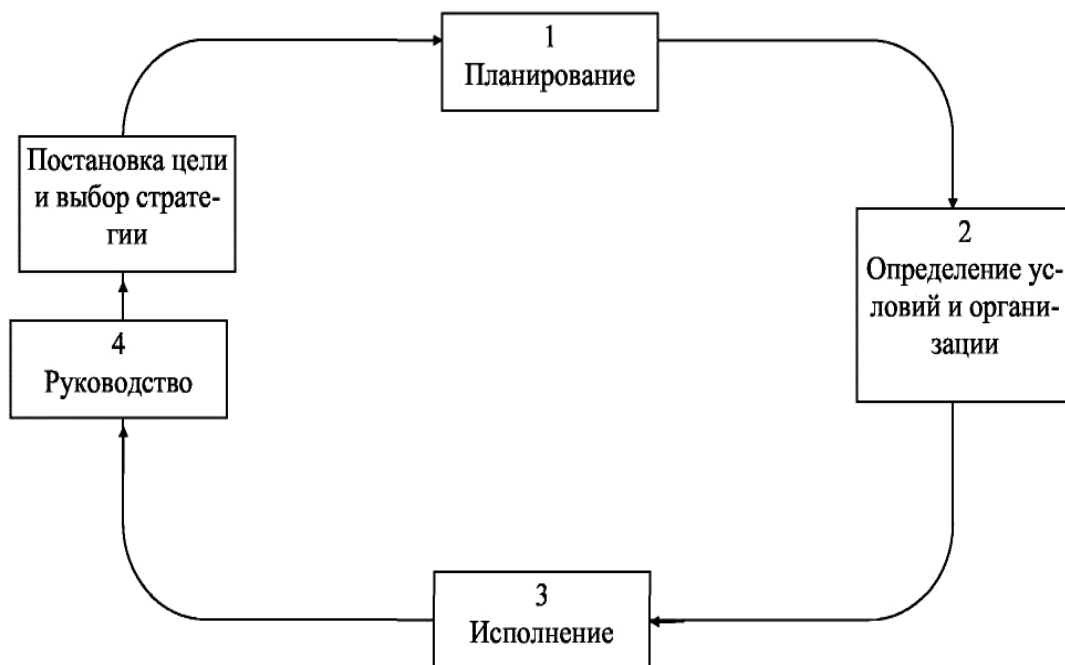 1
Планирование
Постановка цели
и выбор страте-
гии
2
Определение ус-
ловий и органи-
зации
4
Руководство
3
Исполнение